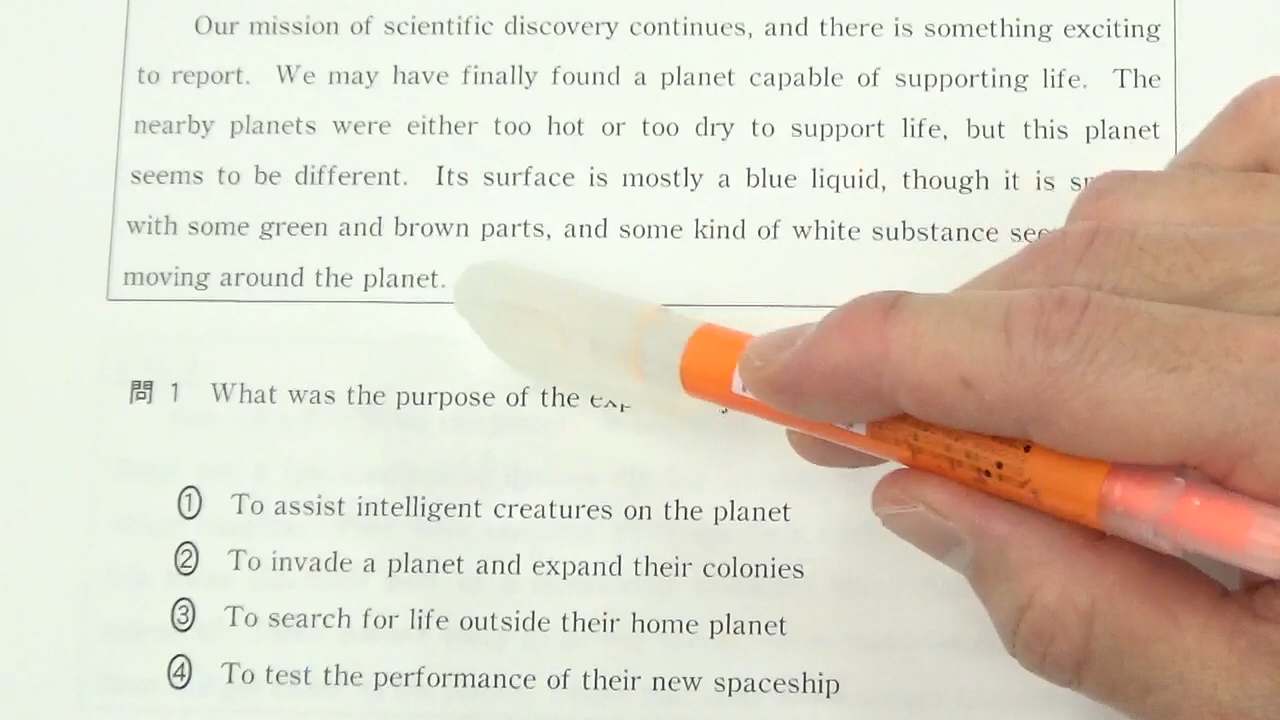 Our mission of scientific discovery continues, and there is something exciting
to report. We may have finally found a planet capable of supporting life. The
nearby planets were either too hot or too dry to support life, but this planet
seems to be different. Its surface is mostly a blue liquid, though it is
with some green and brown parts, and some kind of white substance
moving around the planet.
問 1 What was the purpose of the
① To assist intelligent creatures on the planet
② To invade a planet and expand their colonies
③ To search for life outside their home planet
④ To test the performance of their new spaceship